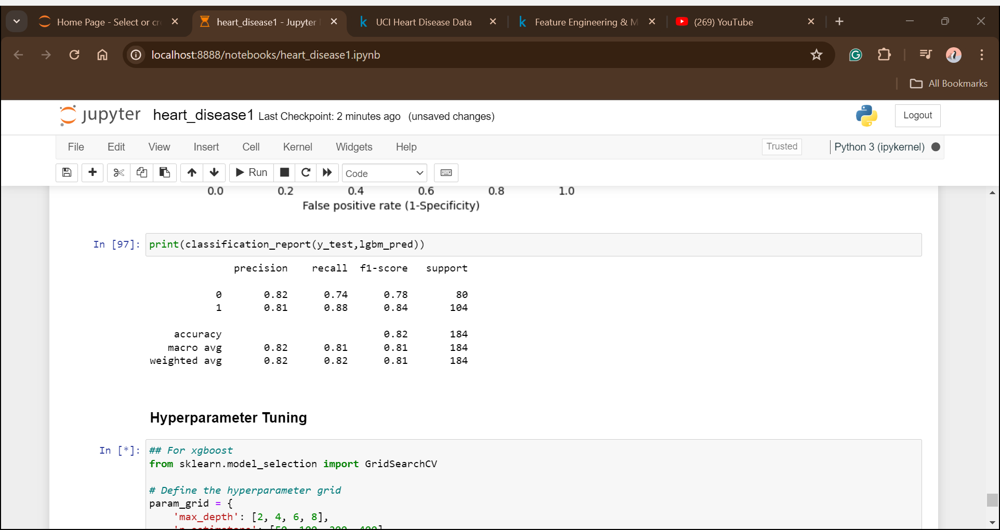 Home Page - Select or cr
heart_disease1 - Jupyter
UCI Heart Disease Data
Feature Engineering & M
(269) YouTube
localhost:8888/notebooks/heart_disease1.ipynb
All Bookmarks
jupyter heart_disease1 Last Checkpoint: 2 minutes ago (unsaved changes)
Logout
File Edit View Insert Cell Kernel Widgets Help
Trusted
Python 3 (ipykernel)
Run
Code
0.0 0.2 0.4 0.6 0.8 1.0
False positive rate (1-Specificity)
In [97]: print(classification_report(y_test,lgbm_pred))
precision recall f1-score support
0 0.82 0.74 0.78 80
1 0.81 0.88 0.84 104
accuracy 0.82 184
macro avg 0.82 0.81 0.81 184
weighted avg 0.82 0.82 0.81 184
Hyperparameter Tuning
In [*]: ## For xgboost
from sklearn.model_selection import GridSearchCV
# Define the hyperparameter grid
param_grid = {
'max_depth': [2, 4, 6, 8],